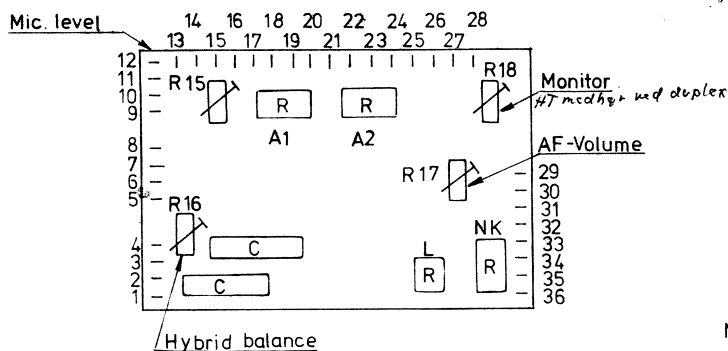 Mic. level
14 16 18 20 22 24 26 28
13 15 17 19 21 23 25 27
12
11
10
9
8
7
6
5
4
3
2
1
R15
R
A1
R
A2
R18
Monitor
HT medhør ved duplex
AF-Volume
R17
29
30
31
32
33
34
35
36
R16
C
C
L
R
NK
R
Hybrid balance
N